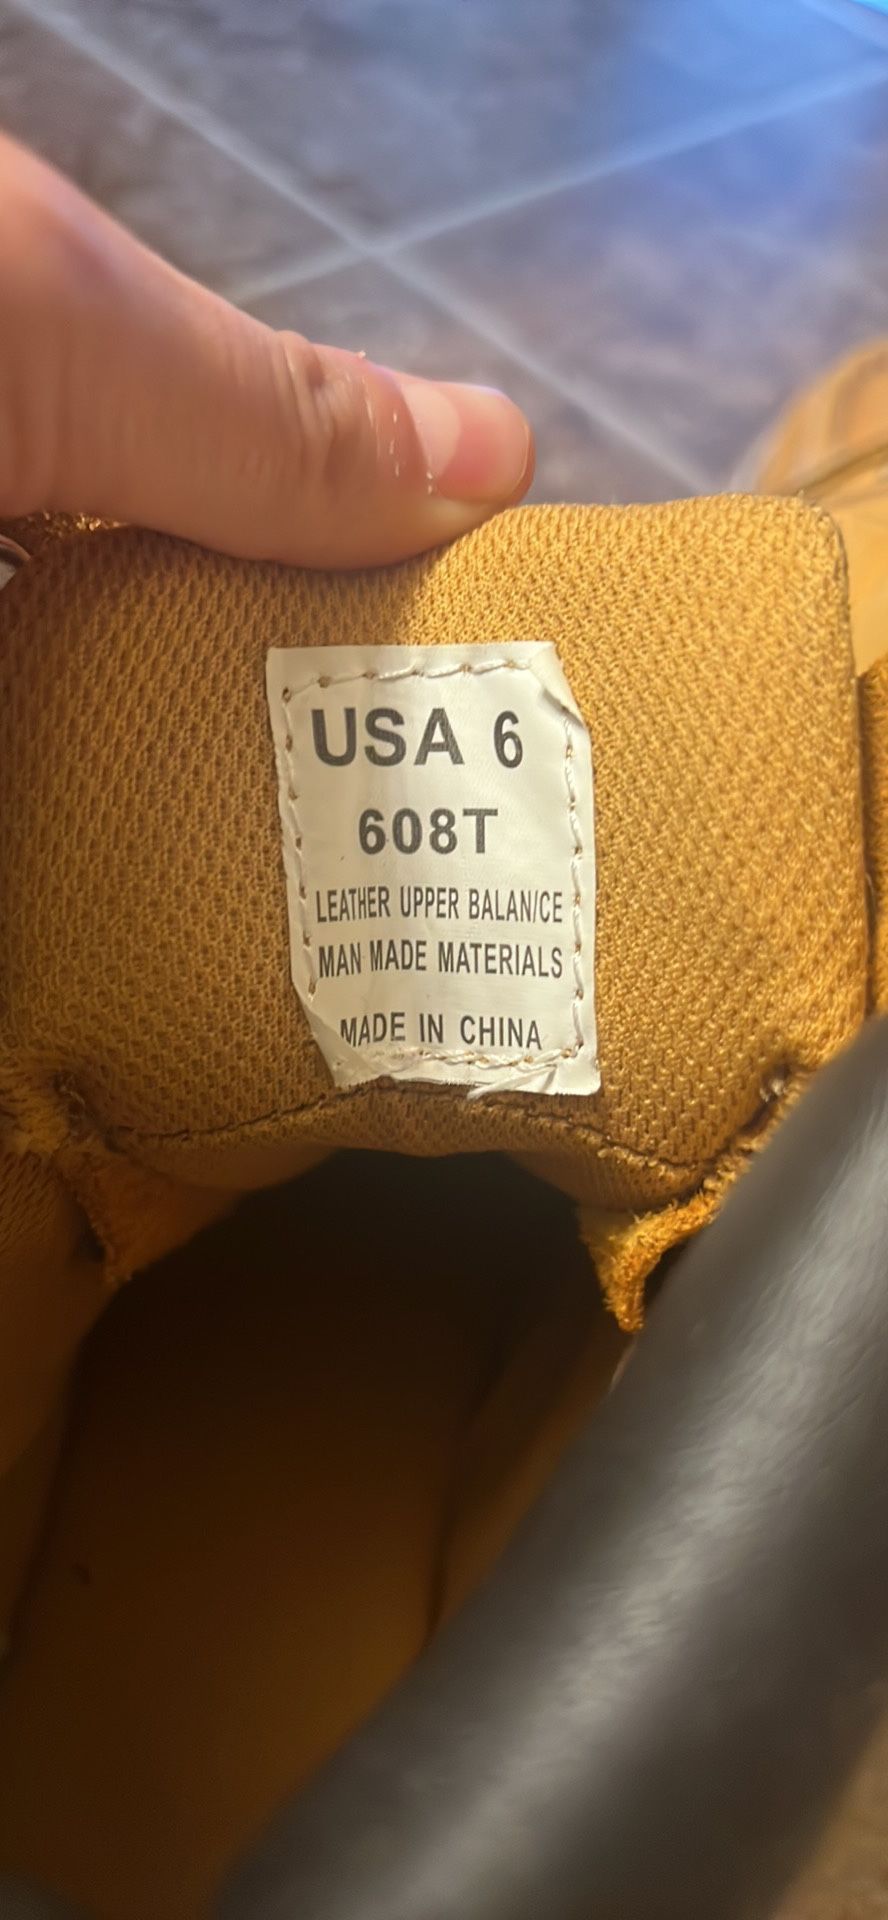 USA 6
608T
LEATHER UPPER BALAN/CE
MAN MADE MATERIALS
MADE IN CHINA